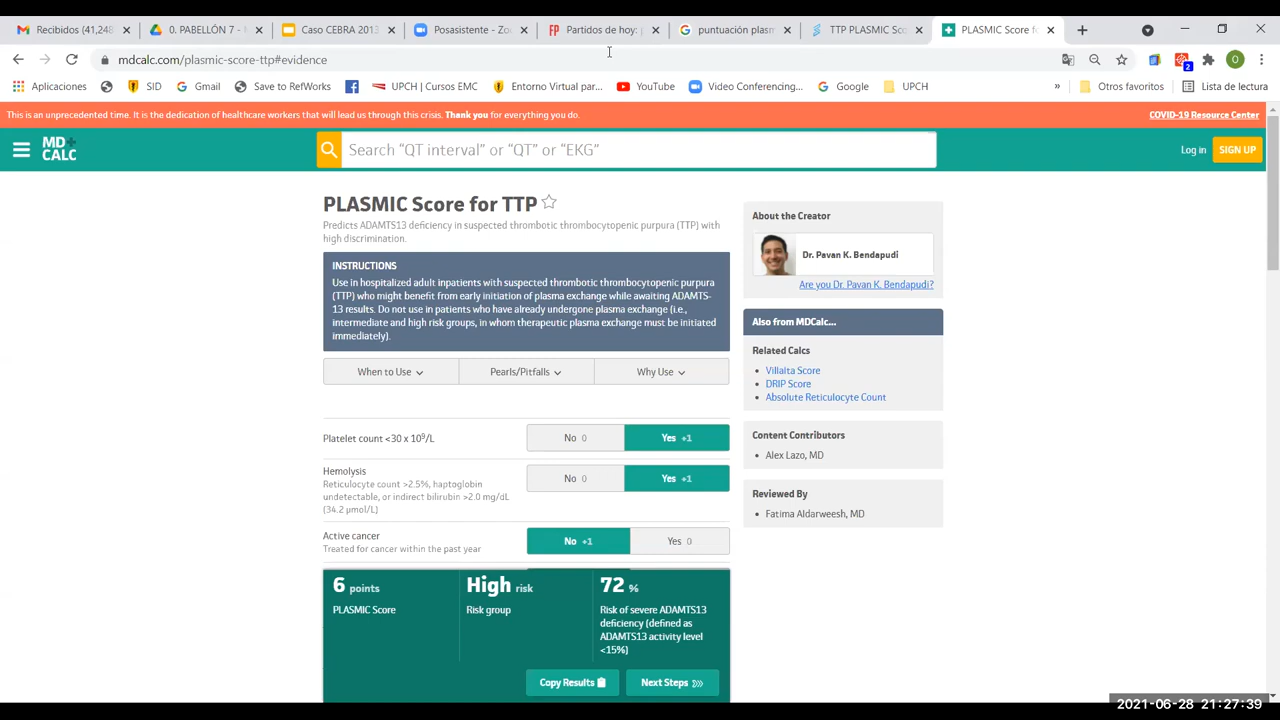 Recibidos (41,248
0. PABELLÓN 7 -
Caso CEBRA 2013
Posasistente - Zo
Partidos de hoy:
puntuación plasm
TTP PLASMIC Sc
PLASMIC Score fo
mdcalc.com/plasmic-score-ttp#evidence
2
O
Aplicaciones
SID
Gmail
Save to RefWorks
UPCH | Cursos EMC
Entorno Virtual par...
YouTube
Video Conferencing...
Google
UPCH
»
Otros favoritos
Lista de lectura
This is an unprecedented time. It is the dedication of healthcare workers that will lead us through this crisis. Thank you for everything you do.
COVID-19 Resource Center
MD+
CALC
Search “QT interval” or “QT” or “EKG”
Log in
SIGN UP
PLASMIC Score for TTP
Predicts ADAMTS13 deficiency in suspected thrombotic thrombocytopenic purpura (TTP) with
high discrimination.
INSTRUCTIONS
Use in hospitalized adult inpatients with suspected thrombotic thrombocytopenic purpura
(TTP) who might benefit from early initiation of plasma exchange while awaiting ADAMTS-
13 results. Do not use in patients who have already undergone plasma exchange (i.e.,
intermediate and high risk groups, in whom therapeutic plasma exchange must be initiated
immediately).
When to Use
Pearls/Pitfalls
Why Use
Platelet count <30 x 10⁹/L
No 0
Yes +1
Hemolysis
Reticulocyte count >2.5%, haptoglobin
undetectable, or indirect bilirubin >2.0 mg/dL
(34.2 µmol/L)
No 0
Yes +1
Active cancer
Treated for cancer within the past year
No +1
Yes 0
6 points
PLASMIC Score
High risk
Risk group
72 %
Risk of severe ADAMTS13
deficiency (defined as
ADAMTS13 activity level
<15%)
Copy Results
Next Steps
About the Creator
Dr. Pavan K. Bendapudi
Are you Dr. Pavan K. Bendapudi?
Also from MDCalc...
Related Calcs
Villalta Score
DRIP Score
Absolute Reticulocyte Count
Content Contributors
Alex Lazo, MD
Reviewed By
Fatima Aldarweesh, MD
2021-06-28 21:27:39